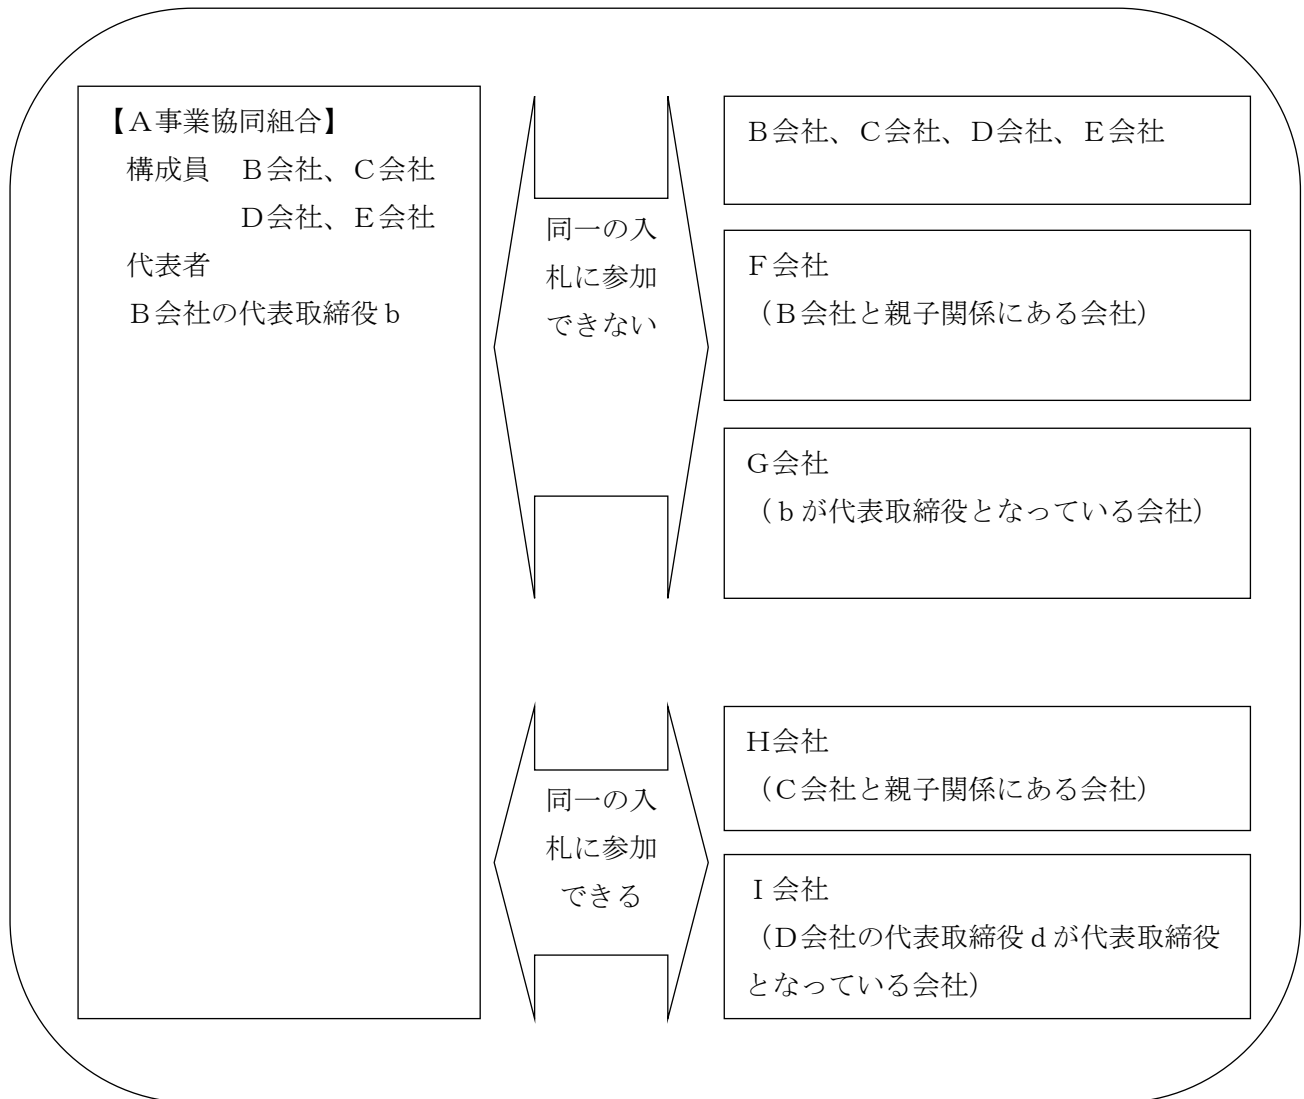 【A事業協同組合】
構成員　B会社、C会社
D会社、E会社
代表者
B会社の代表取締役b
同一の入
札に参加
できない
B会社、C会社、D会社、E会社
F会社
（B会社と親子関係にある会社）
G会社
（bが代表取締役となっている会社）
同一の入
札に参加
できる
H会社
（C会社と親子関係にある会社）
I会社
（D会社の代表取締役dが代表取締役
となっている会社）